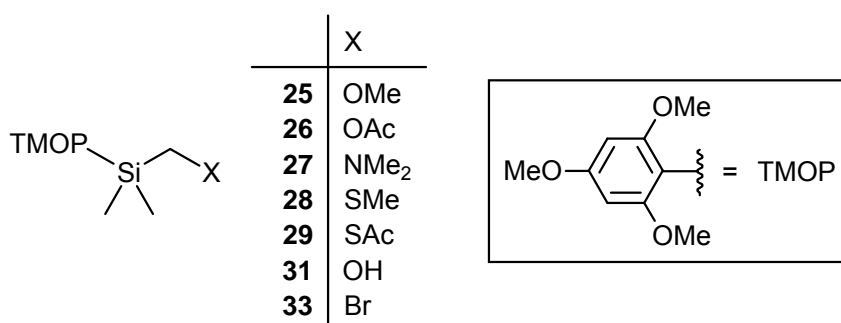 X
25 OMe
26 OAc
27 NMe2
28 SMe
29 SAc
31 OH
33 Br
TMOP
Si
X
OMe
MeO
= TMOP
OMe